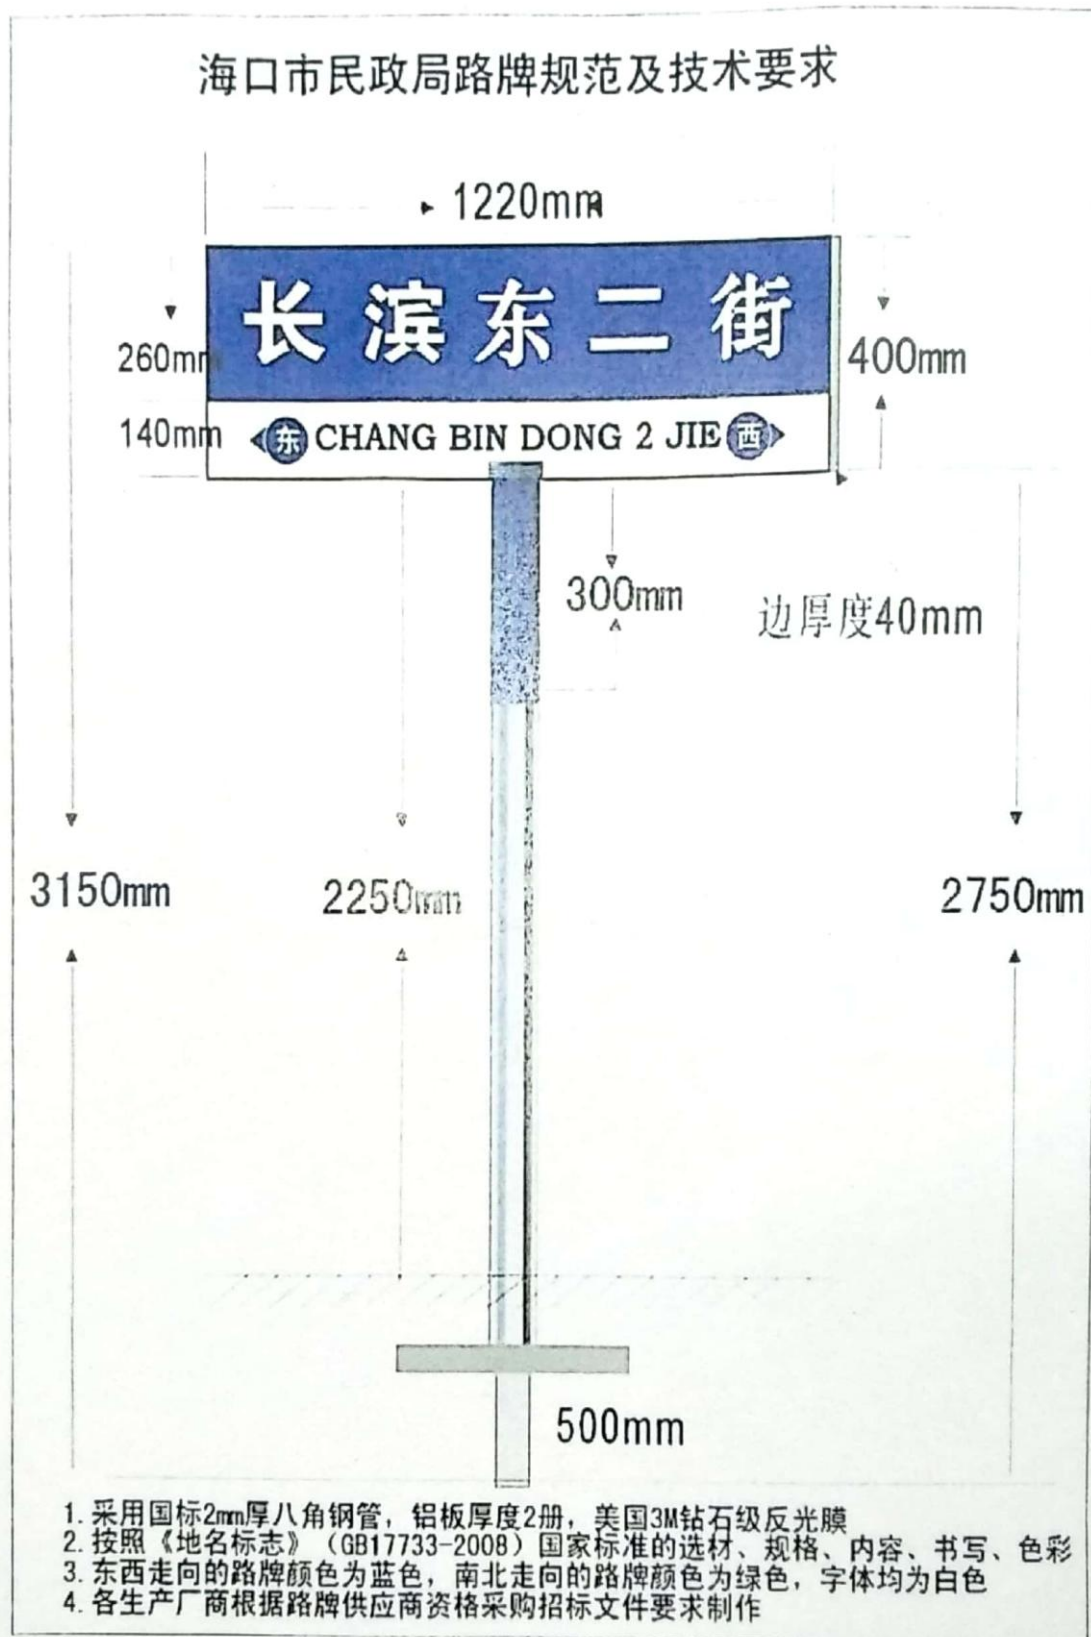 海口市民政局路牌规范及技术要求
1220mm
长滨东二街
260mm
400mm
140mm
东 CHANG BIN DONG 2 JIE 西
300mm
边厚度40mm
3150mm
2250mm
2750mm
500mm
1. 采用国标2mm厚八角钢管，铝板厚度2册，美国3M钻石级反光膜
2. 按照《地名标志》（GB17733-2008）国家标准的选材、规格、内容、书写、色彩
3. 东西走向的路牌颜色为蓝色，南北走向的路牌颜色为绿色，字体均为白色
4. 各生产厂商根据路牌供应商资格采购招标文件要求制作